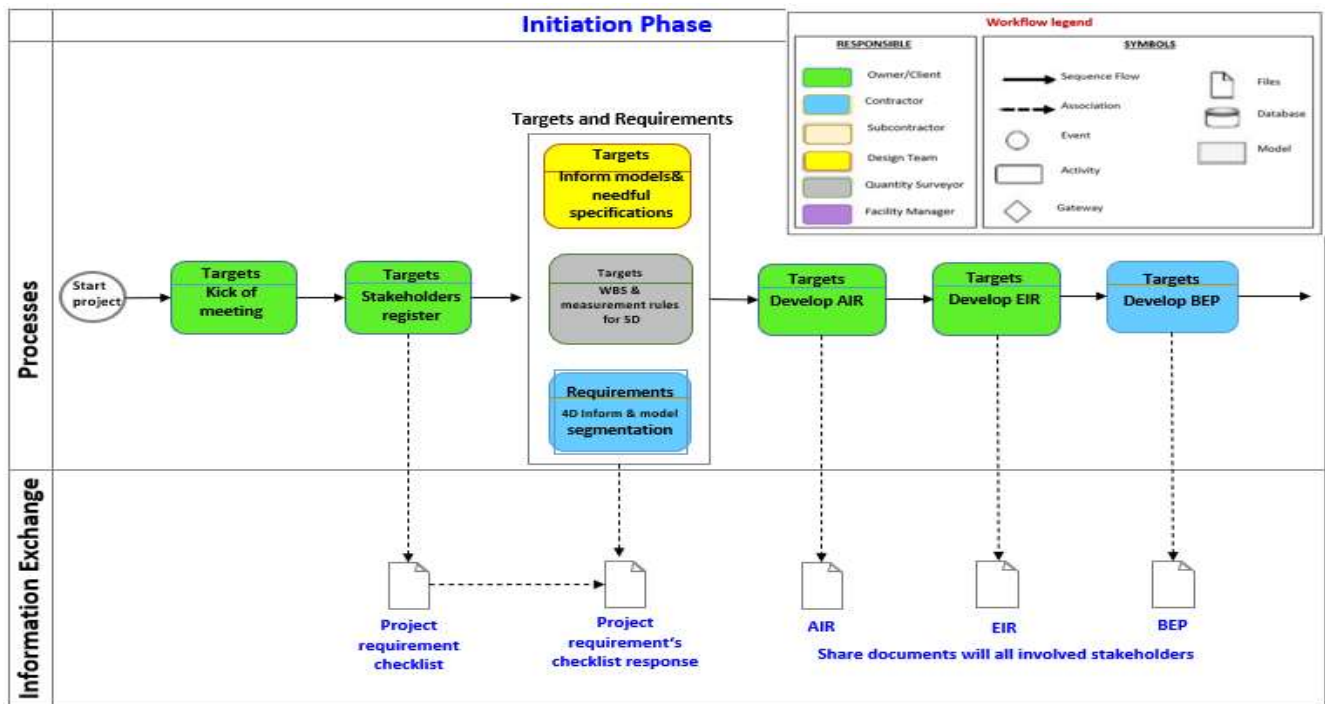 Initiation Phase
Workflow legend
RESPONSIBLE
Owner/Client
Contractor
Subcontractor
Design Team
Quantity Surveyor
Facility Manager
SYMBOLS
Sequence Flow
Association
Event
Activity
Gateway
Files
Database
Model
Processes
Start
project
Targets
Kick of
meeting
Targets
Stakeholders
register
Targets and Requirements
Targets
Inform models&
needful
specifications
Targets
WBS &
measurement rules
for 5D
Requirements
4D Inform & model
segmentation
Targets
Develop AIR
Targets
Develop EIR
Targets
Develop BEP
Information Exchange
Project
requirement
checklist
Project
requirement's
checklist response
AIR
EIR
BEP
Share documents will all involved stakeholders